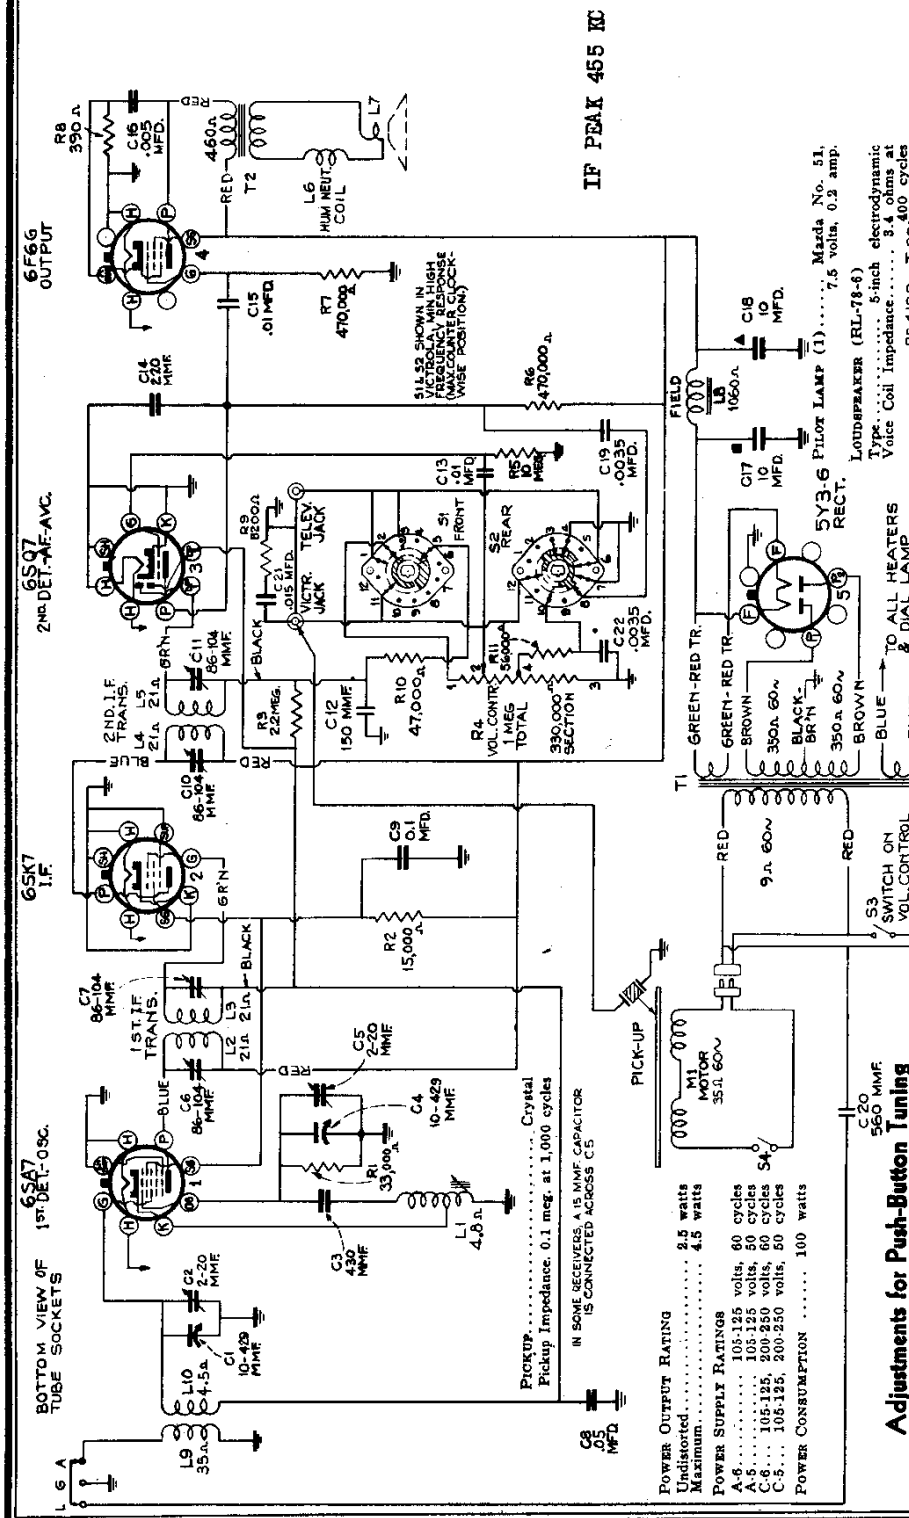 BOTTOM VIEW OF
TUBE SOCKETS
6SA7
1ST. DET.-OSC.
6SK7
I.F.
6SQ7
2ND. DET.-AF-AVC.
6F6G
OUTPUT
L G A
L9
35Ω
L10
4.5Ω
C1
10-429
MMF.
C2
2-20
MMF.
C3
430
MMF.
L1
4.8Ω
R1
33,000
Ω
C4
10-429
MMF.
C5
2-20
MMF.
BLUE
C6
86-104
MMF.
1ST. I.F.
TRANS.
L2
21Ω
L3
21Ω
C7
86-104
MMF.
BLACK
RED
GR'N
R2
15,000
Ω
C9
0.1
MFD.
2ND. I.F.
TRANS.
BLUE
RED
C10
86-104
MMF.
L4
21Ω
L5
21Ω
GR'N
C11
86-104
MMF.
BLACK
R3
2.2MEG.
C12
150 MMF.
R10
47,000
Ω
R4
VOL.CONTR.
1 MEG
TOTAL
330,000
SECTION
R11
56000Ω
C22
.0035
MFD.
R9
8200Ω
C21
.015 MFD.
VICTR.
JACK
TELEV.
JACK
S1
FRONT
S2
REAR
C13
.01
MFD.
R5
10
MEG.
C19
.0035
MFD.
R6
470,000Ω
S1 & S2 SHOWN IN
VICTROLA, MIN HIGH
FREQUENCY RESPONSE
(MAX.COUNTER CLOCK-
WISE POSITION.)
C14
220
MMF.
C15
.01 MFD.
R7
470,000
Ω
R8
390Ω
C16
.005
MFD.
RED
RED
460Ω
T2
L6
HUM NEUT.
COIL
L7
IF PEAK 455 KC
C8
.05
MFD.
PICKUP.......... Crystal
Pickup Impedance. 0.1 meg. at 1,000 cycles
IN SOME RECEIVERS, A 15 MMF. CAPACITOR
IS CONNECTED ACROSS C5
PICK-UP
M1
MOTOR
35Ω 60~
S4
C20
560 MMF.
S3
SWITCH ON
VOL. CONTROL
RED
9Ω 60~
RED
T1
GREEN-RED TR.
GREEN-RED TR.
BROWN
350Ω 60~
BLACK-
BR'N
350Ω 60~
BROWN
BLUE
TO ALL HEATERS
& DIAL LAMP
BLUE
5Y3-G
RECT.
FIELD
L8
1060Ω
C17
10
MFD.
C18
10
MFD.
PILOT LAMP (1)..... Mazda No. 51,
7.5 volts, 0.2 amp.
LOUDSPEAKER (RL-78-6)
Type......... 5-inch electrodynamic
Voice Coil Impedance..... 3.4 ohms at
400 cycles
POWER OUTPUT RATING
Undistorted............ 2.5 watts
Maximum............ 4.5 watts
POWER SUPPLY RATINGS
A-6........ 105-125 volts, 60 cycles
A-5........ 105-125 volts, 50 cycles
C-6... 105-125, 200-250 volts, 60 cycles
C-5... 105-125, 200-250 volts, 50 cycles
POWER CONSUMPTION ...... 100 watts
Adjustments for Push-Button Tuning